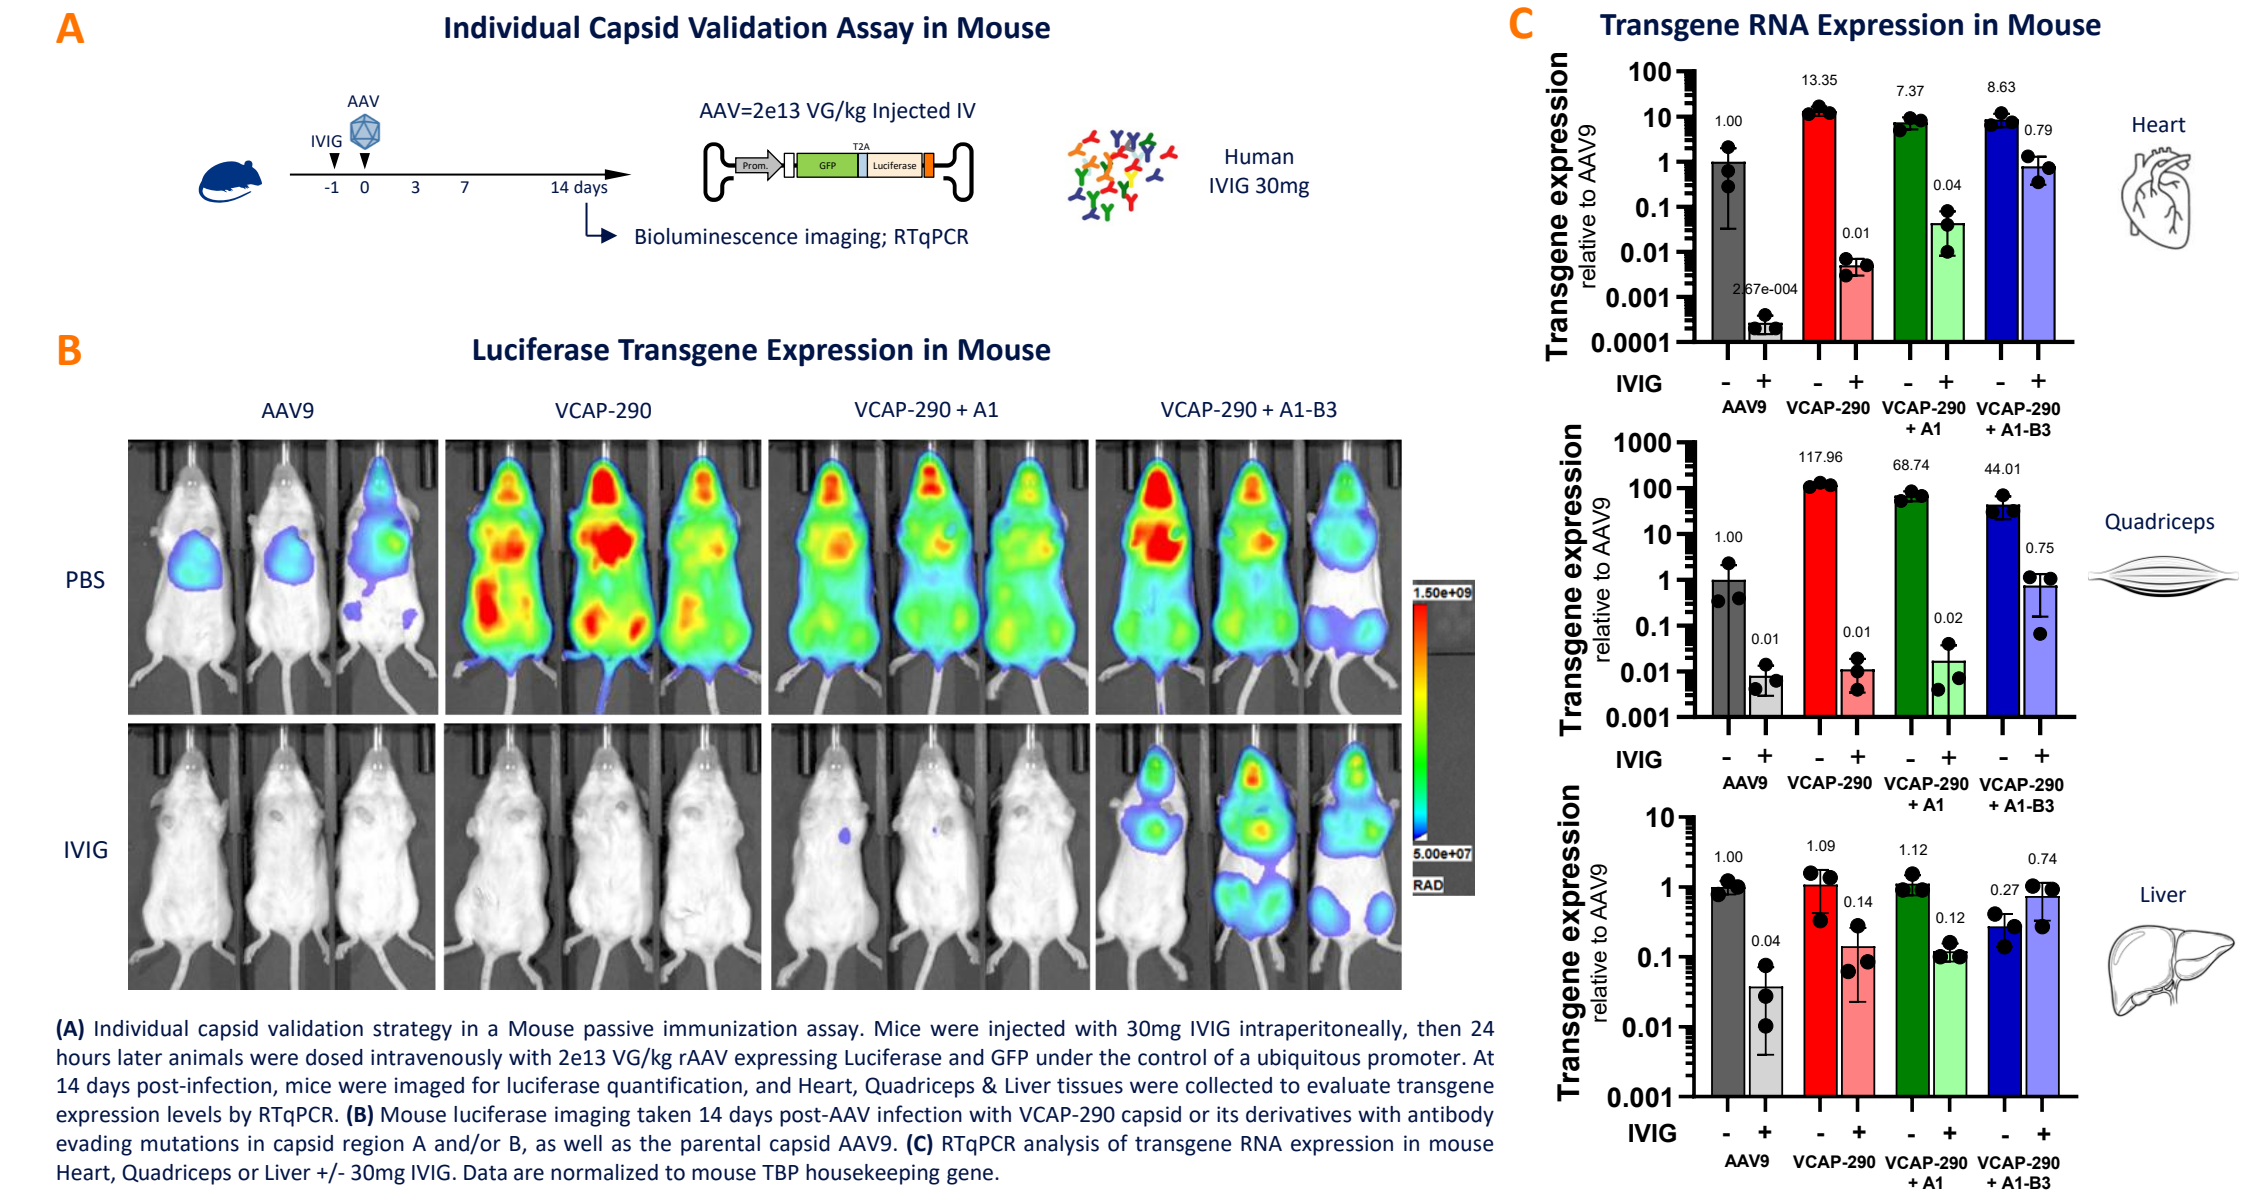 A
Individual Capsid Validation Assay in Mouse
AAV
IVIG
-1 0 3 7 14 days
Bioluminescence imaging; RTqPCR
AAV=2e13 VG/kg Injected IV
T2A
Prom. GFP Luciferase
Human
IVIG 30mg
B
Luciferase Transgene Expression in Mouse
AAV9 VCAP-290 VCAP-290 + A1 VCAP-290 + A1-B3
PBS
IVIG
1.50e+09
5.00e+07
RAD
(A) Individual capsid validation strategy in a Mouse passive immunization assay. Mice were injected with 30mg IVIG intraperitoneally, then 24
hours later animals were dosed intravenously with 2e13 VG/kg rAAV expressing Luciferase and GFP under the control of a ubiquitous promoter. At
14 days post-infection, mice were imaged for luciferase quantification, and Heart, Quadriceps & Liver tissues were collected to evaluate transgene
expression levels by RTqPCR. (B) Mouse luciferase imaging taken 14 days post-AAV infection with VCAP-290 capsid or its derivatives with antibody
evading mutations in capsid region A and/or B, as well as the parental capsid AAV9. (C) RTqPCR analysis of transgene RNA expression in mouse
Heart, Quadriceps or Liver +/- 30mg IVIG. Data are normalized to mouse TBP housekeeping gene.
C
Transgene RNA Expression in Mouse
Transgene expression
relative to AAV9
100
10
1
0.1
0.01
0.001
0.0001
1.00 2.67e-004 13.35 0.01 7.37 0.04 8.63 0.79
Heart
IVIG - + - + - + - +
AAV9 VCAP-290 VCAP-290 VCAP-290
+ A1 + A1-B3
Transgene expression
relative to AAV9
1000
100
10
1
0.1
0.01
0.001
1.00 0.01 117.96 0.01 68.74 0.02 44.01 0.75
Quadriceps
IVIG - + - + - + - +
AAV9 VCAP-290 VCAP-290 VCAP-290
+ A1 + A1-B3
Transgene expression
relative to AAV9
10
1
0.1
0.01
0.001
1.00 0.04 1.09 0.14 1.12 0.12 0.27 0.74
Liver
IVIG - + - + - + - +
AAV9 VCAP-290 VCAP-290 VCAP-290
+ A1 + A1-B3